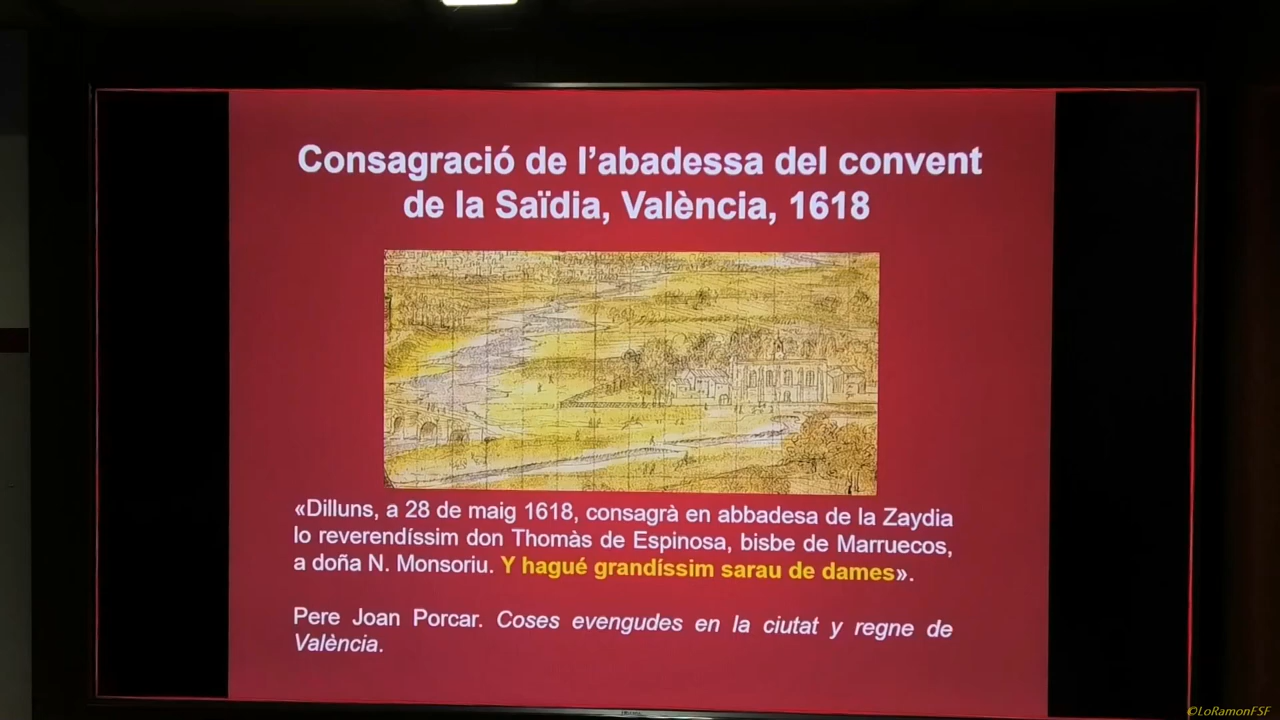 Consagració de l’abadessa del convent
de la Saïdia, València, 1618
«Dilluns, a 28 de maig 1618, consagrà en abbadesa de la Zaydia
lo reverendíssim don Thomàs de Espinosa, bisbe de Marruecos,
a doña N. Monsoriu. Y hagué grandíssim sarau de dames».
Pere Joan Porcar. Coses evengudes en la ciutat y regne de
València.
©LoRamonFSF